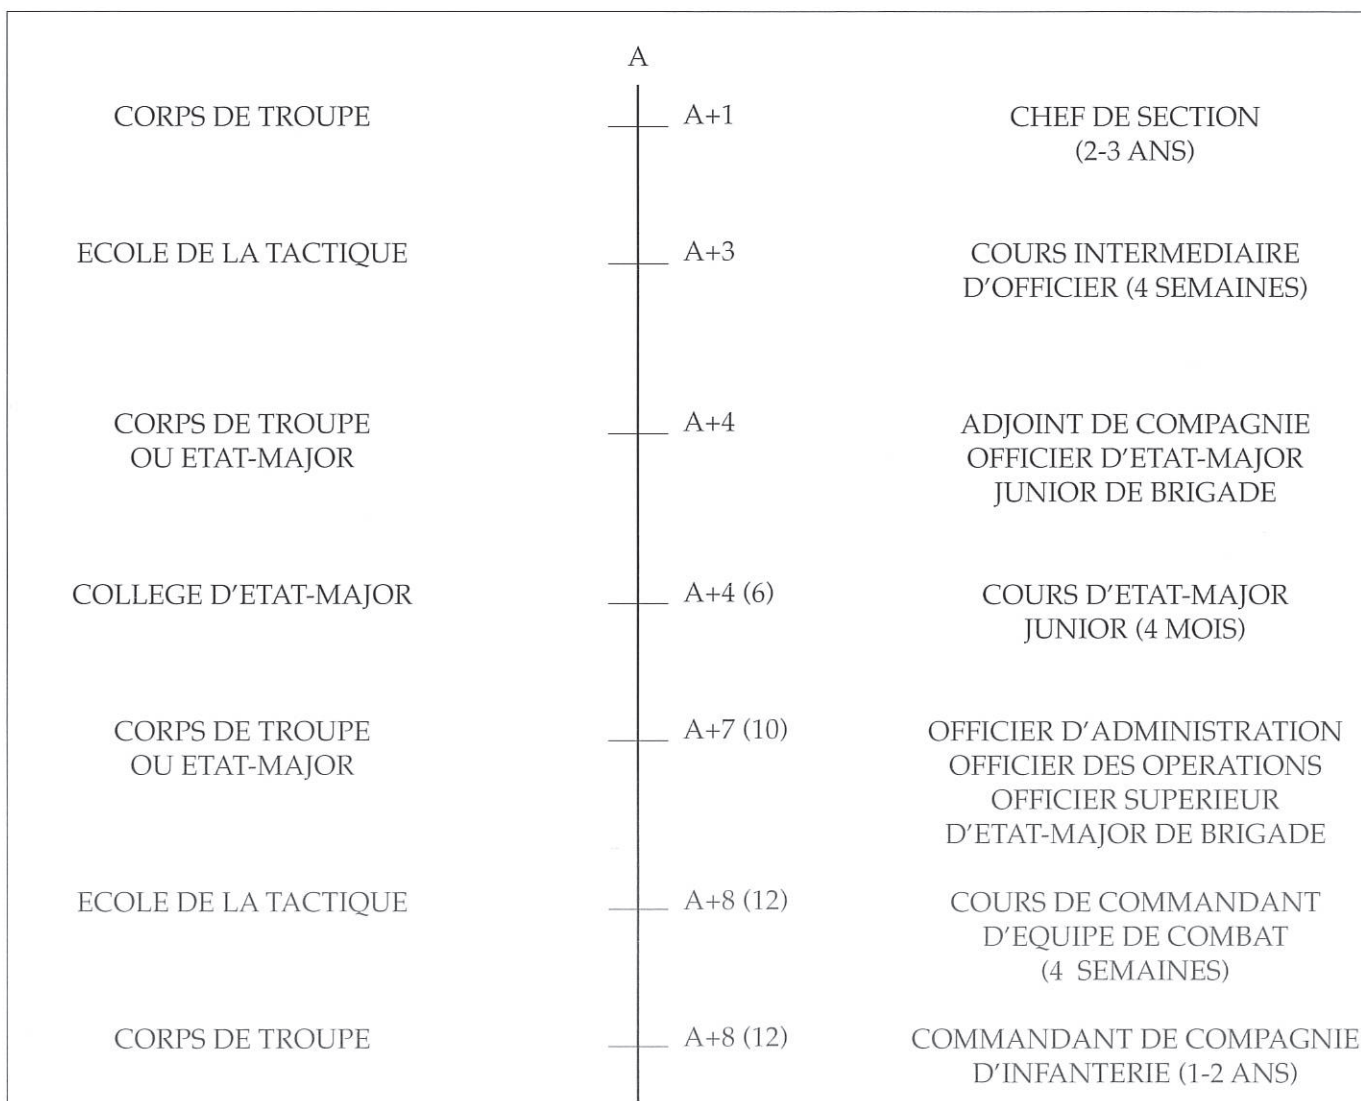 A
CORPS DE TROUPE
A+1
CHEF DE SECTION
(2-3 ANS)
ECOLE DE LA TACTIQUE
A+3
COURS INTERMEDIAIRE
D'OFFICIER (4 SEMAINES)
CORPS DE TROUPE
OU ETAT-MAJOR
A+4
ADJOINT DE COMPAGNIE
OFFICIER D'ETAT-MAJOR
JUNIOR DE BRIGADE
COLLEGE D'ETAT-MAJOR
A+4 (6)
COURS D'ETAT-MAJOR
JUNIOR (4 MOIS)
CORPS DE TROUPE
OU ETAT-MAJOR
A+7 (10)
OFFICIER D'ADMINISTRATION
OFFICIER DES OPERATIONS
OFFICIER SUPERIEUR
D'ETAT-MAJOR DE BRIGADE
ECOLE DE LA TACTIQUE
A+8 (12)
COURS DE COMMANDANT
D'EQUIPE DE COMBAT
(4 SEMAINES)
CORPS DE TROUPE
A+8 (12)
COMMANDANT DE COMPAGNIE
D'INFANTERIE (1-2 ANS)